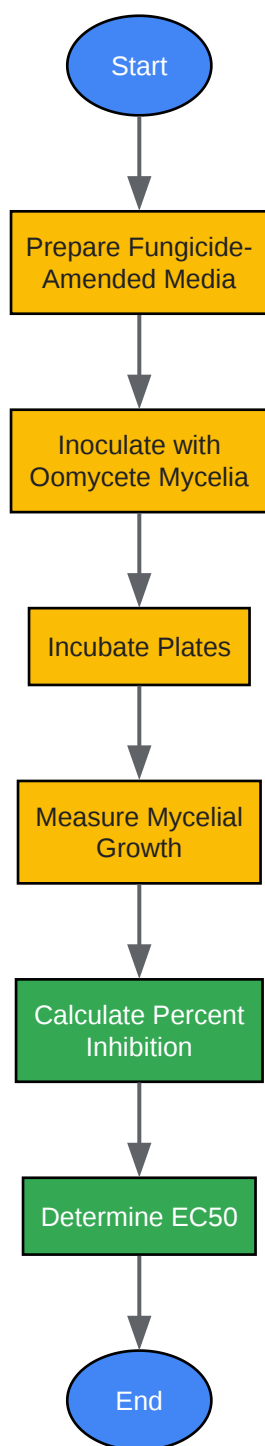 Start
Prepare Fungicide-
Amended Media
Inoculate with
Oomycete Mycelia
Incubate Plates
Measure Mycelial
Growth
Calculate Percent
Inhibition
Determine EC50
End